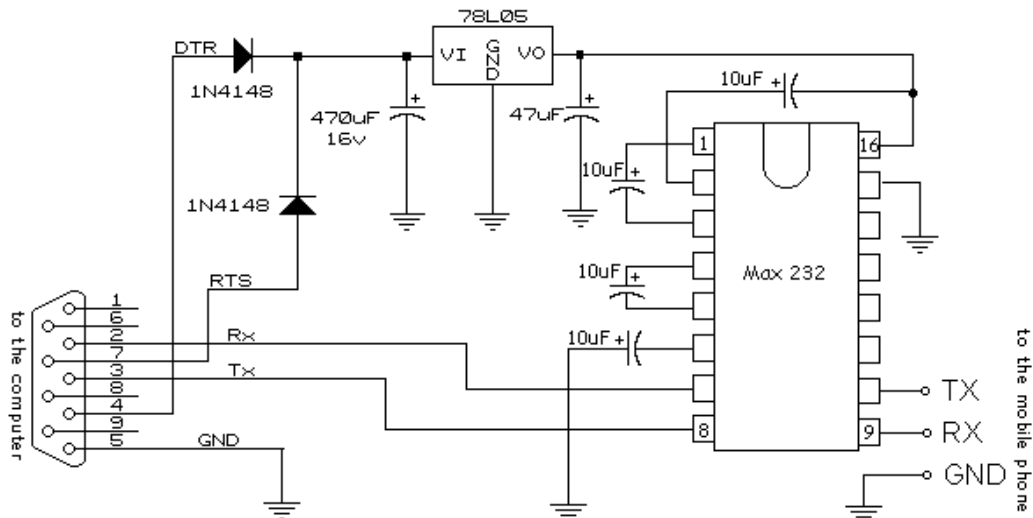 78L05
DTR
VI
GND
VO
1N4148
470uF
16v
47uF
10uF
+
+
+
1
16
10uF
+
1N4148
Max 232
RTS
10uF
+
to the computer
1
6
2
7
3
8
4
9
5
Rx
Tx
GND
10uF
+
8
9
TX
RX
GND
to the mobile phone